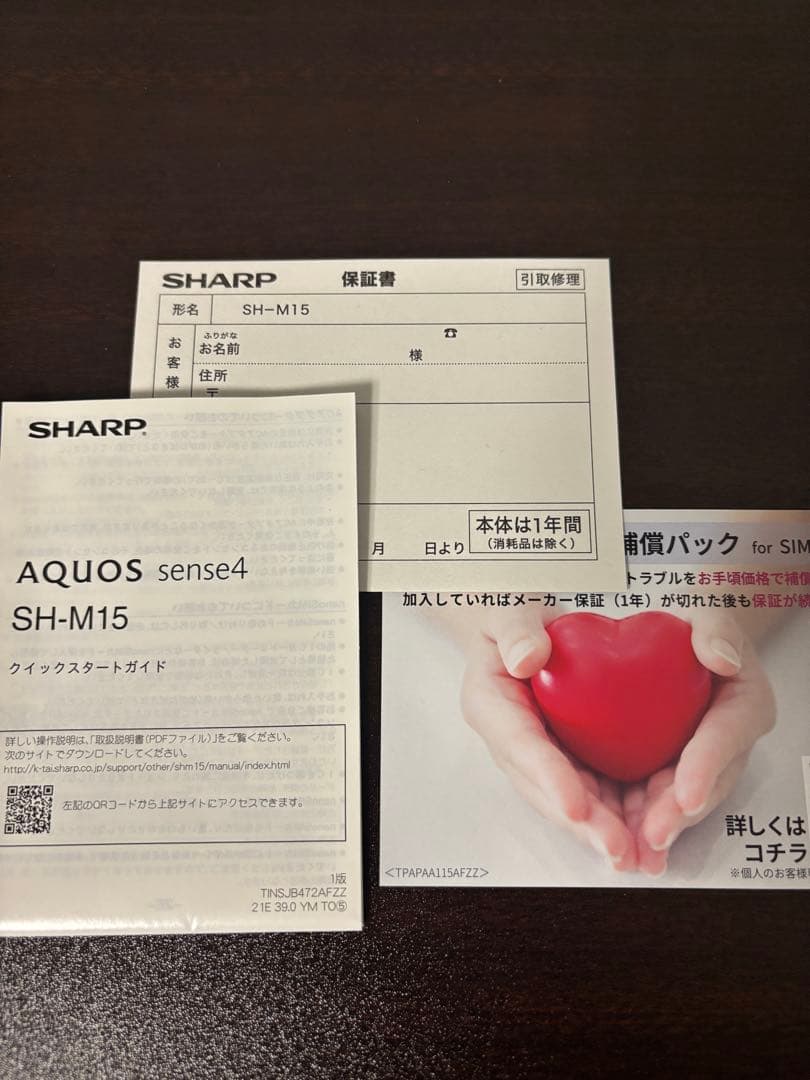 SHARP 保証書 引取修理
形名 SH-M15
お客様
ふりがな
お名前 様 ☎
住所
〒
月 日より
本体は1年間
(消耗品は除く)
SHARP
AQUOS sense4
SH-M15
クイックスタートガイド
詳しい操作説明は、「取扱説明書(PDFファイル)」をご覧ください。
次のサイトでダウンロードしてください。
http://k-tai.sharp.co.jp/support/other/shm15/manual/index.html
左記のQRコードから上記サイトにアクセスできます。
1版
TINSJB472AFZZ
21E 39.0 YM TO⑤
補償パック for SIM
トラブルをお手頃価格で補償
加入していればメーカー保証(1年)が切れた後も保証が続
詳しくは
コチラ
※個人のお客様
<TPAPAA115AFZZ>